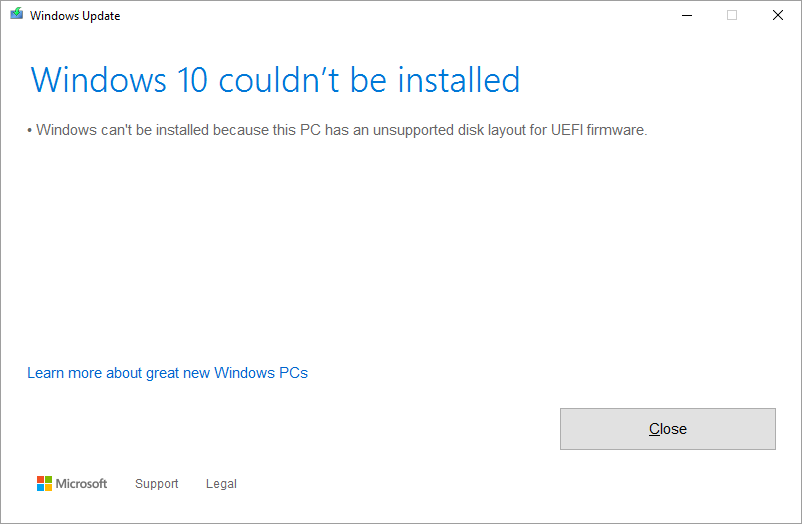 Windows Update
Windows 10 couldn’t be installed
• Windows can't be installed because this PC has an unsupported disk layout for UEFI firmware.
Learn more about great new Windows PCs
Close
Microsoft Support Legal